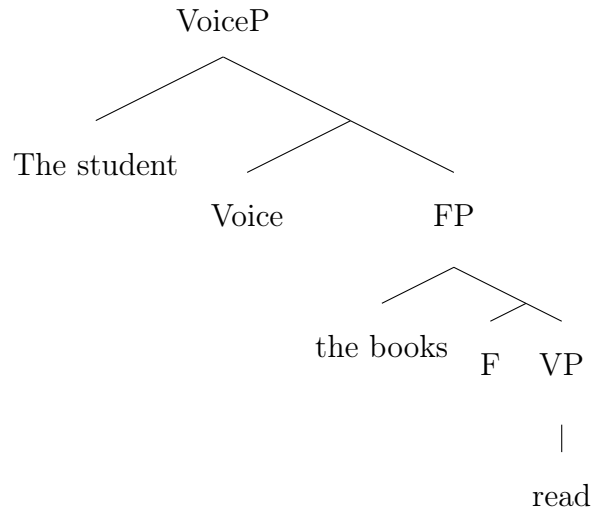 VoiceP
The student
Voice FP
the books F VP
read